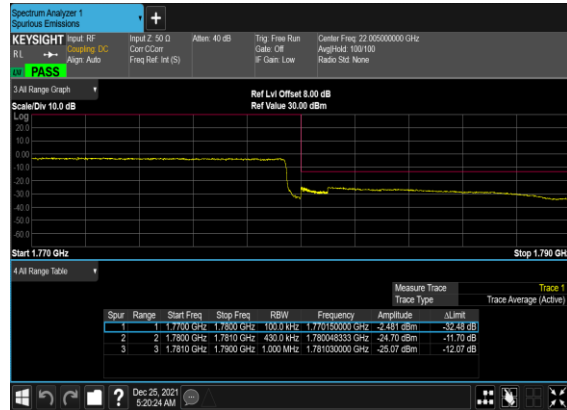 Spectrum Analyzer 1
Spurious Emissions
KEYSIGHT Input: RF Input Z: 50 Ω Atten: 40 dB Trig: Free Run Center Freq: 22.005000000 GHz
RL Coupling: DC Corr CCorr Gate: Off Avg|Hold: 100/100
Align: Auto Freq Ref: Int (S) IF Gain: Low Radio Std: None
PASS
3 All Range Graph
Ref Lvl Offset 8.00 dB
Scale/Div 10.0 dB Ref Value 30.00 dBm
Log
20.0
10.0
0.00
-10.0
-20.0
-30.0
-40.0
-50.0
-60.0
Start 1.770 GHz Stop 1.790 GH
4 All Range Table
Measure Trace Trace 1
Trace Type Trace Average (Active)
Spur Range Start Freq Stop Freq RBW Frequency Amplitude ΔLimit
1 1 1.7700 GHz 1.7800 GHz 100.0 kHz 1.770150000 GHz -2.481 dBm -32.48 dB
2 2 1.7800 GHz 1.7810 GHz 430.0 kHz 1.780048333 GHz -24.70 dBm -11.70 dB
3 3 1.7810 GHz 1.7900 GHz 1.000 MHz 1.781030000 GHz -25.07 dBm -12.07 dB
? Dec 25, 2021
5:20:24 AM